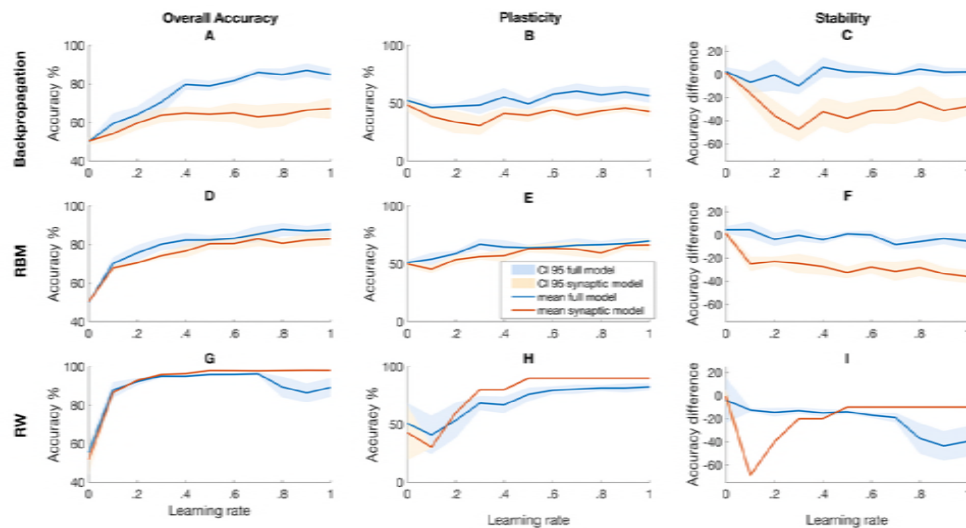 Overall Accuracy
Plasticity
Stability
A
B
C
Backpropagation
Accuracy %
100
80
60
40
0
.2
.4
.6
.8
1
Accuracy %
100
50
0
0
.2
.4
.6
.8
1
Accuracy difference
20
0
-20
-40
-60
0
.2
.4
.6
.8
1
D
E
F
RBM
Accuracy %
100
80
60
40
0
.2
.4
.6
.8
1
Accuracy %
100
50
0
CI 95 full model
CI 95 synaptic model
mean full model
mean synaptic model
0
.2
.4
.6
.8
1
Accuracy difference
20
0
-20
-40
-60
0
.2
.4
.6
.8
1
G
H
I
RW
Accuracy %
100
80
60
40
0
.2
.4
.6
.8
1
Learning rate
Accuracy %
100
50
0
0
.2
.4
.6
.8
1
Learning rate
Accuracy difference
20
0
-20
-40
-60
0
.2
.4
.6
.8
1
Learning rate